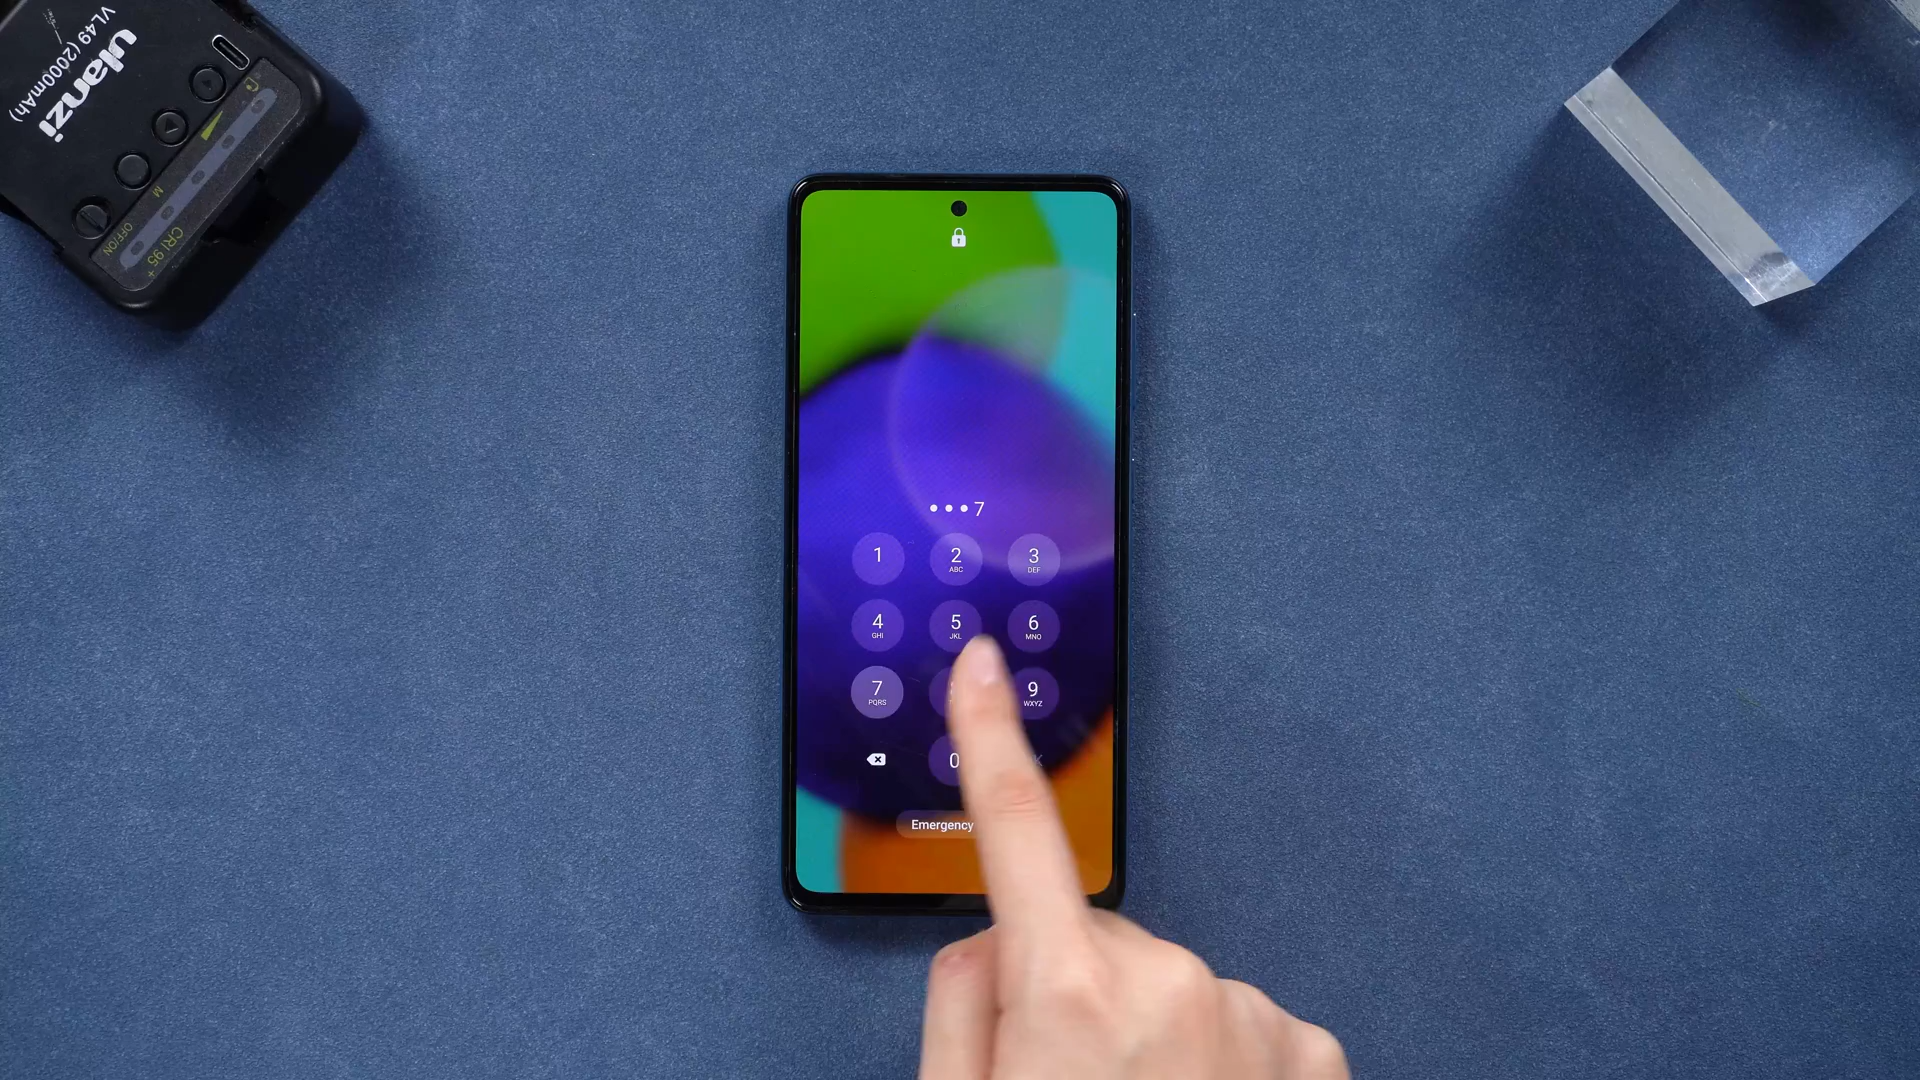 ulanzi
VL49 (2000mAh)
OFF/ON
M
CRI 95 +
•••7
1
2
ABC
3
DEF
4
GHI
5
JKL
6
MNO
7
PQRS
9
WXYZ
0
Emergency